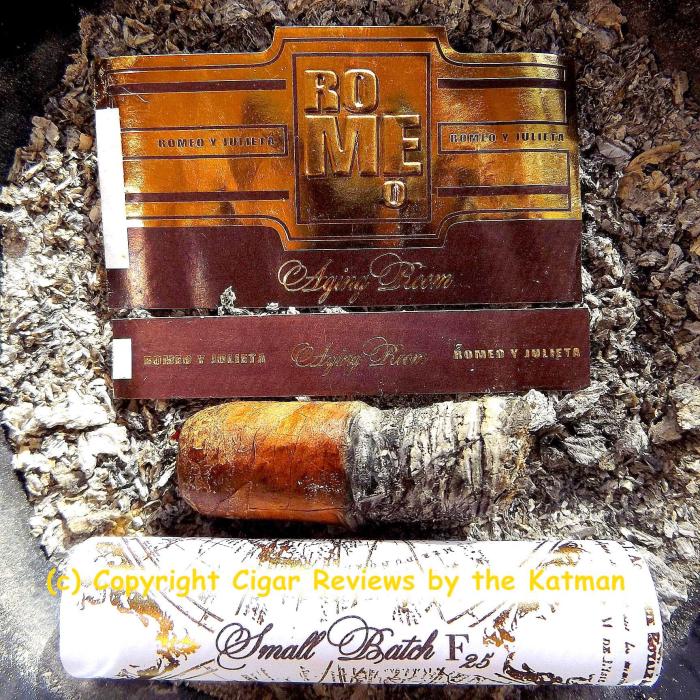 RO
ME
O
ROMEO Y JULIETA
ROMEO Y JULIETA
Aging Room
ROMEO Y JULIETA Aging Room ROMEO Y JULIETA
(c) Copyright Cigar Reviews by the Katman
Small Batch F25